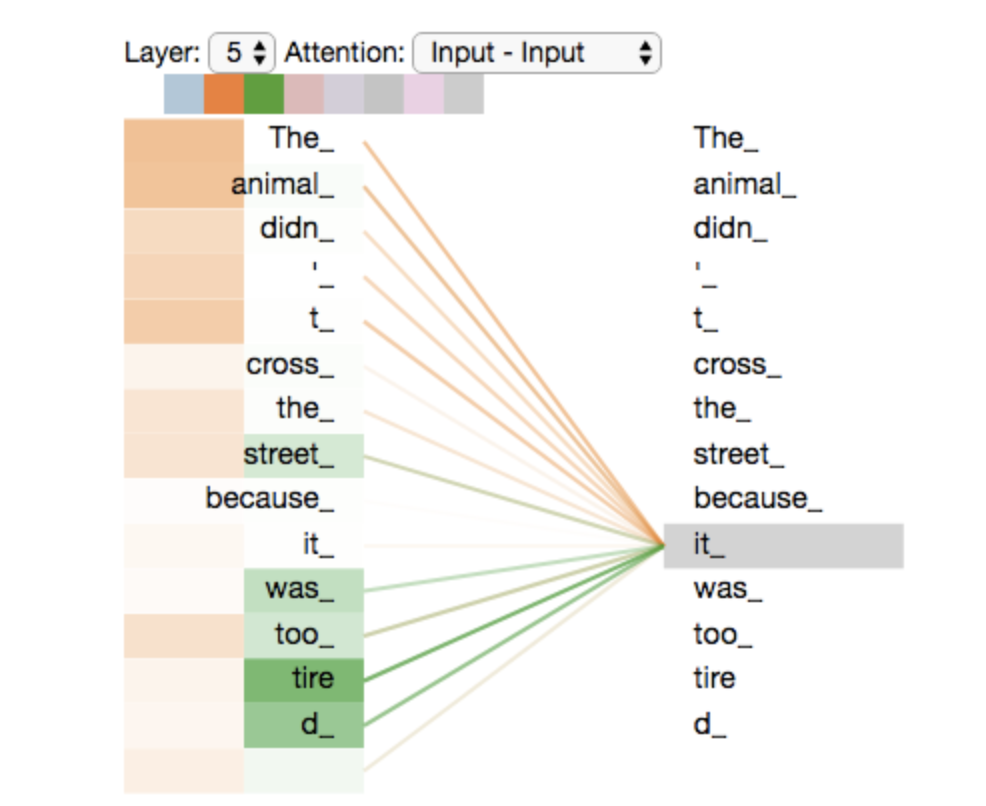 Layer: 5 Attention: Input - Input
The_ The_
animal_ animal_
didn_ didn_
'_ '_
t_ t_
cross_ cross_
the_ the_
street_ street_
because_ because_
it_ it_
was_ was_
too_ too_
tire tire
d_ d_